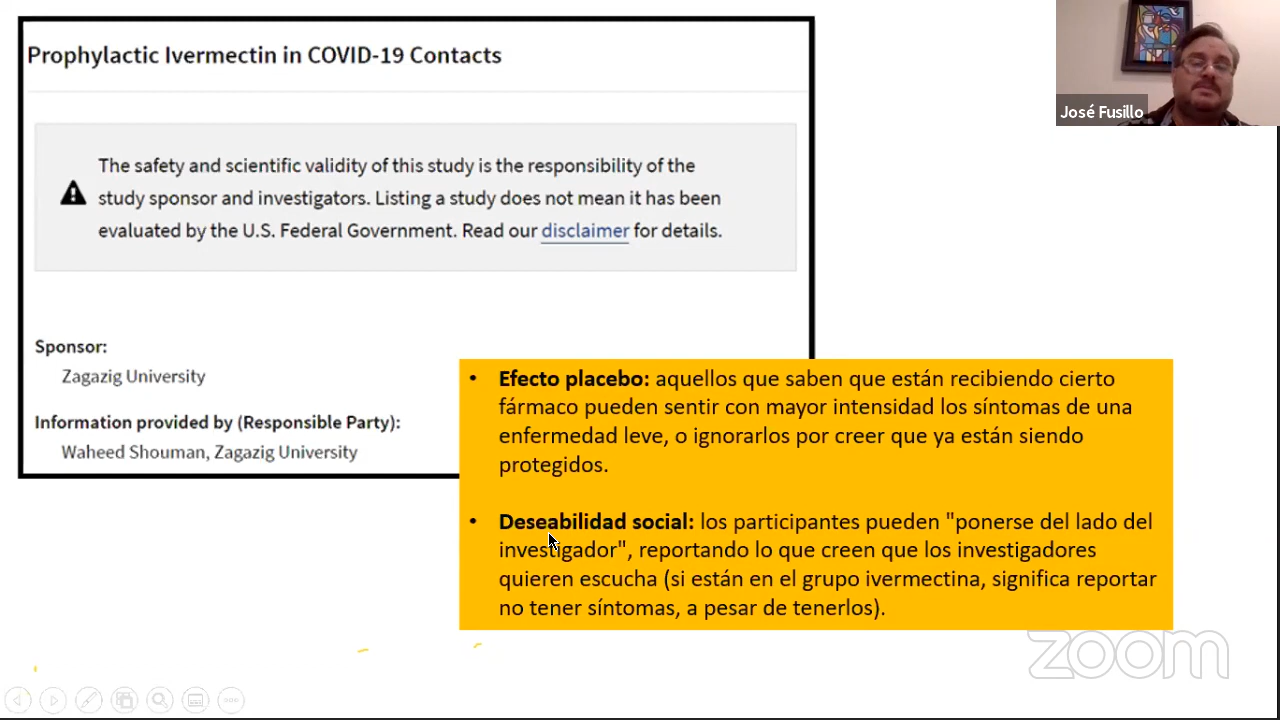 Prophylactic Ivermectin in COVID-19 Contacts
The safety and scientific validity of this study is the responsibility of the
study sponsor and investigators. Listing a study does not mean it has been
evaluated by the U.S. Federal Government. Read our disclaimer for details.
Sponsor:
Zagazig University
Information provided by (Responsible Party):
Waheed Shouman, Zagazig University
• Efecto placebo: aquellos que saben que están recibiendo cierto
fármaco pueden sentir con mayor intensidad los síntomas de una
enfermedad leve, o ignorarlos por creer que ya están siendo
protegidos.
• Deseabilidad social: los participantes pueden "ponerse del lado del
investigador", reportando lo que creen que los investigadores
quieren escucha (si están en el grupo ivermectina, significa reportar
no tener síntomas, a pesar de tenerlos).
José Fusillo
zoom